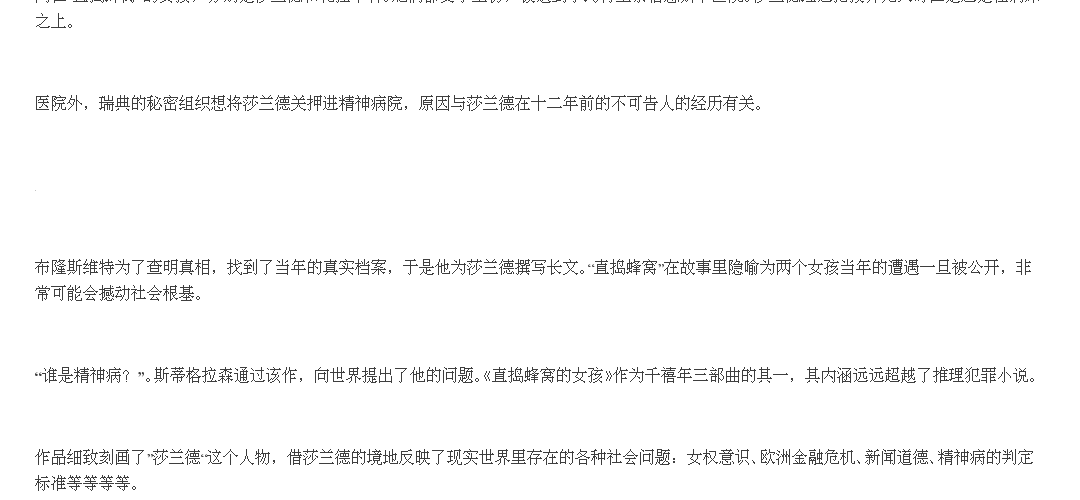 之上。
医院外，瑞典的秘密组织想将莎兰德关押进精神病院，原因与莎兰德在十二年前的不可告人的经历有关。
布隆斯维特为了查明真相，找到了当年的真实档案，于是他为莎兰德撰写长文。“直捣蜂窝”在故事里隐喻为两个女孩当年的遭遇一旦被公开，非
常可能会撼动社会根基。
“谁是精神病？”。斯蒂格拉森通过该作，向世界提出了他的问题。《直捣蜂窝的女孩》作为千禧年三部曲的其一，其内涵远远超越了推理犯罪小说。
作品细致刻画了”莎兰德“这个人物，借莎兰德的境地反映了现实世界里存在的各种社会问题：女权意识、欧洲金融危机、新闻道德、精神病的判定
标准等等等等。